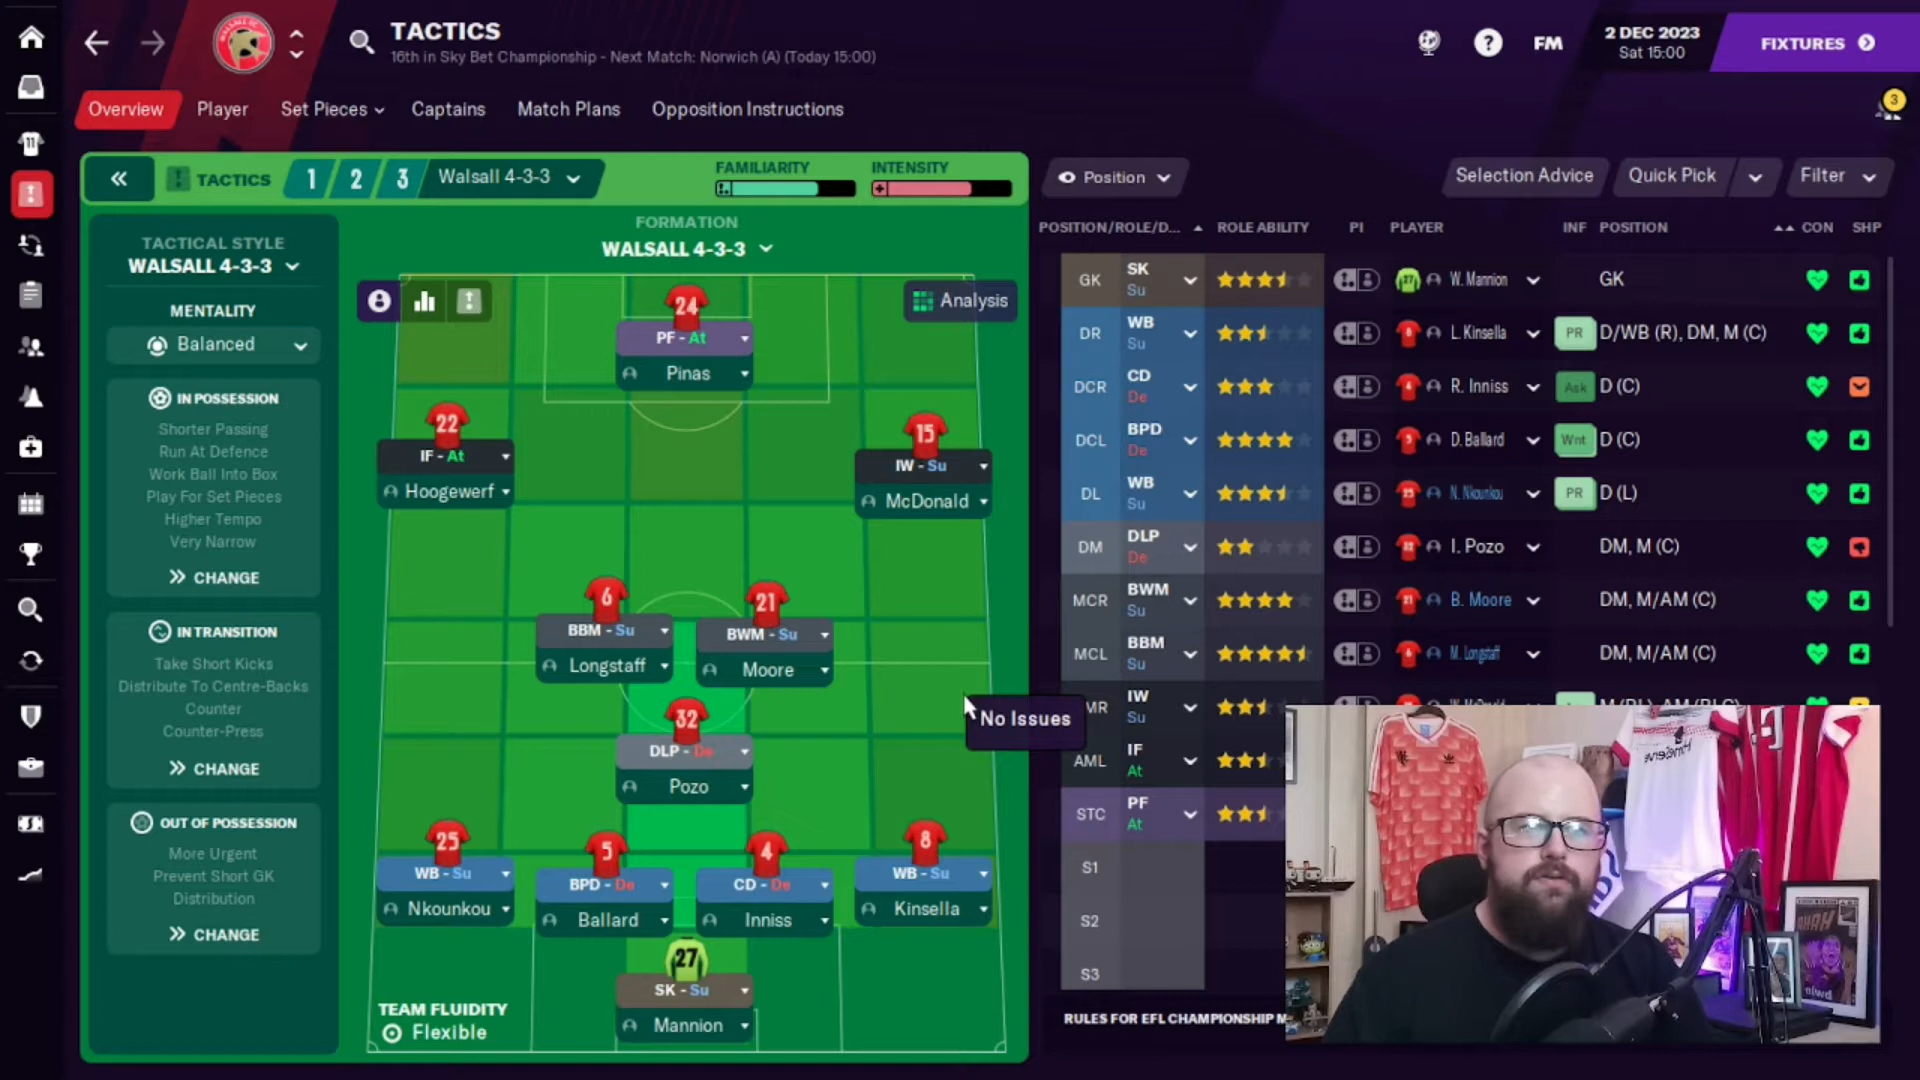 TACTICS
16th in Sky Bet Championship - Next Match: Norwich (A) (Today 15:00)
FM
2 DEC 2023
Sat 15:00
FIXTURES
Overview
Player
Set Pieces
Captains
Match Plans
Opposition Instructions
3
TACTICS
1
2
3
Walsall 4-3-3
FAMILIARITY
INTENSITY
TACTICAL STYLE
WALSALL 4-3-3
MENTALITY
Balanced
IN POSSESSION
Shorter Passing
Run At Defence
Work Ball Into Box
Play For Set Pieces
Higher Tempo
Very Narrow
CHANGE
IN TRANSITION
Take Short Kicks
Distribute To Centre-Backs
Counter
Counter-Press
CHANGE
OUT OF POSSESSION
More Urgent
Prevent Short GK
Distribution
CHANGE
FORMATION
WALSALL 4-3-3
Analysis
24
PF - At
Pinas
22
IF - At
Hoogewerf
15
IW - Su
McDonald
6
BBM - Su
Longstaff
21
BWM - Su
Moore
32
DLP - De
Pozo
25
WB - Su
Nkounkou
5
BPD - De
Ballard
4
CD - De
Inniss
8
WB - Su
Kinsella
27
SK - Su
Mannion
TEAM FLUIDITY
Flexible
No Issues
Position
Selection Advice
Quick Pick
Filter
POSITION/ROLE/D... ROLE ABILITY PI PLAYER INF POSITION CON SHP
GK SK Su W. Mannion GK
DR WB Su L. Kinsella PR D/WB (R), DM, M (C)
DCR CD De R. Inniss Ask D (C)
DCL BPD De D. Ballard Wnt D (C)
DL WB Su N. Nkounkou PR D (L)
DM DLP De I. Pozo DM, M (C)
MCR BWM Su B. Moore DM, M/AM (C)
MCL BBM Su M. Longstaff DM, M/AM (C)
MR IW Su
AML IF At
STC PF At
S1
S2
S3
RULES FOR EFL CHAMPIONSHIP M